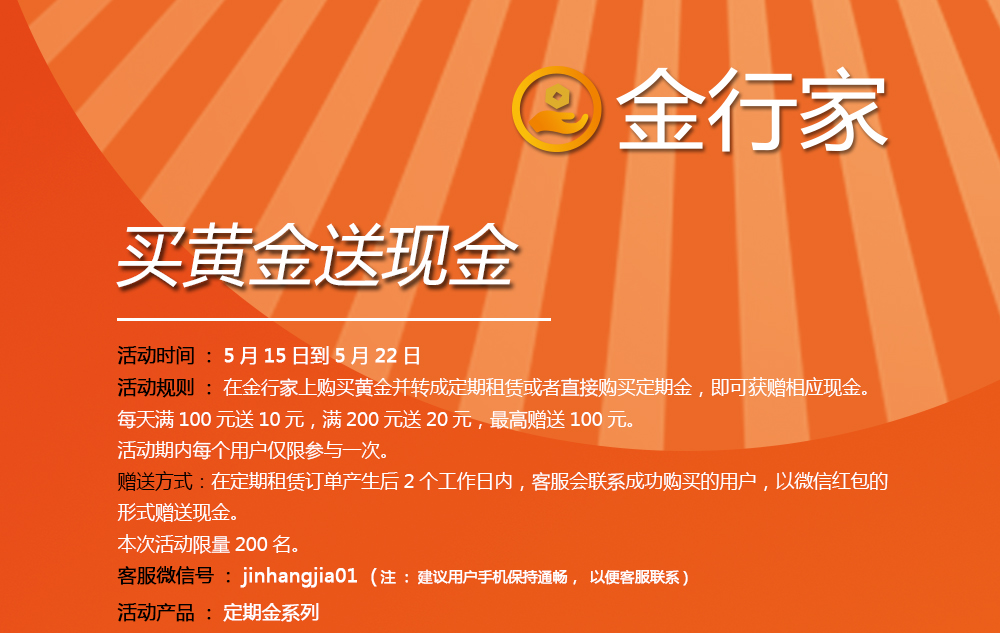 金行家
买黄金送现金
活动时间 ： 5 月 15 日到 5 月 22 日
活动规则 ： 在金行家上购买黄金并转成定期租赁或者直接购买定期金，即可获赠相应现金。
每天满 100 元送 10 元，满 200 元送 20 元，最高赠送 100 元。
活动期内每个用户仅限参与一次。
赠送方式：在定期租赁订单产生后 2 个工作日内，客服会联系成功购买的用户，以微信红包的
形式赠送现金。
本次活动限量 200 名。
客服微信号 ： jinhangjia01 （ 注 ： 建议用户手机保持通畅， 以便客服联系 ）
活动产品 ： 定期金系列